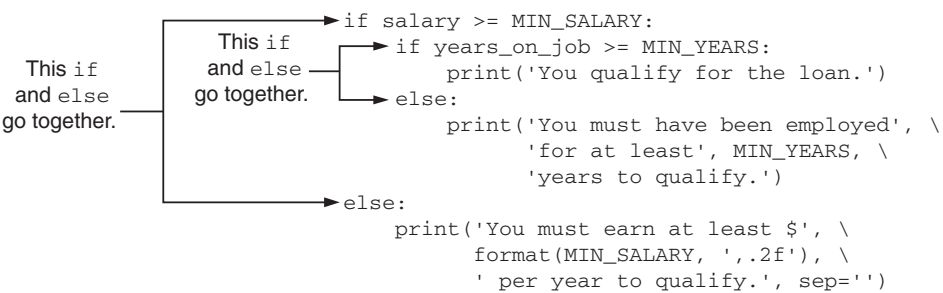 This if
and else
go together.
This if
and else
go together.
if salary >= MIN_SALARY:
    if years_on_job >= MIN_YEARS:
        print('You qualify for the loan.')
    else:
        print('You must have been employed', \
              'for at least', MIN_YEARS, \
              'years to qualify.')
else:
    print('You must earn at least $', \
          format(MIN_SALARY, ',.2f'), \
          ' per year to qualify.', sep='')